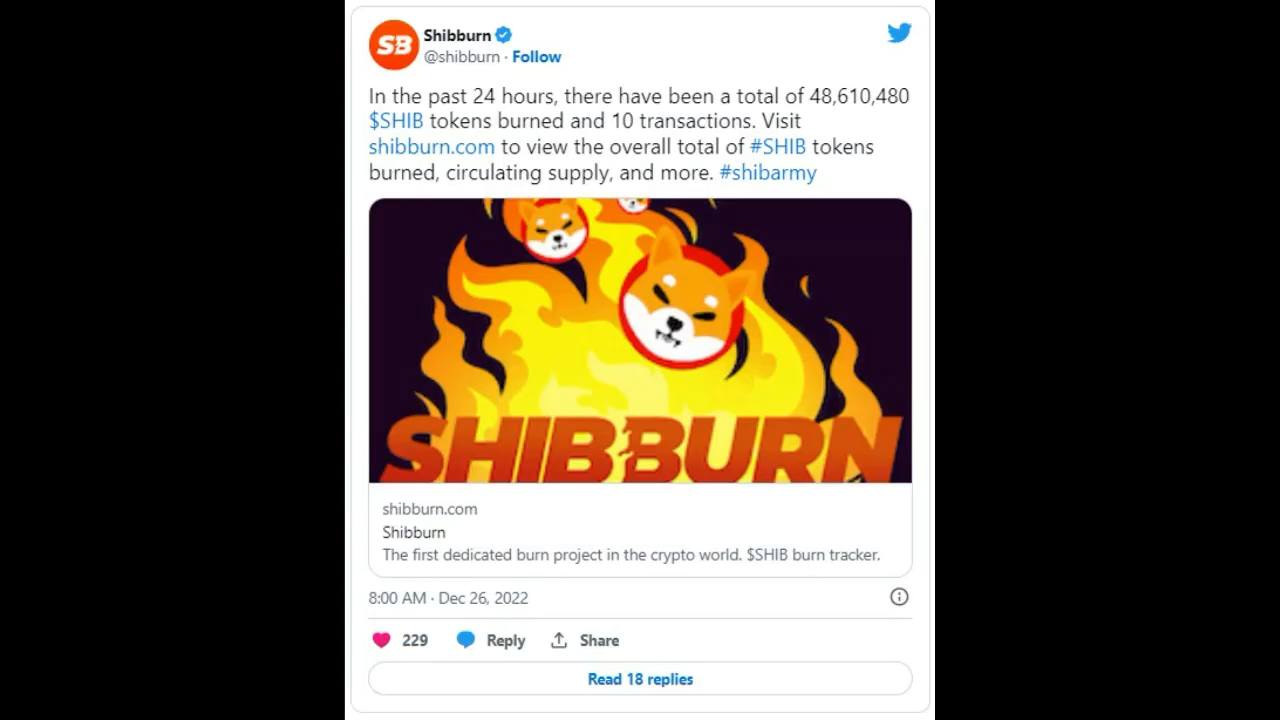 SB
Shibburn
@shibburn · Follow
In the past 24 hours, there have been a total of 48,610,480
$SHIB tokens burned and 10 transactions. Visit
shibburn.com to view the overall total of #SHIB tokens
burned, circulating supply, and more. #shibarmy
SHIBBURN
shibburn.com
Shibburn
The first dedicated burn project in the crypto world. $SHIB burn tracker.
8:00 AM · Dec 26, 2022
229 Reply Share
Read 18 replies